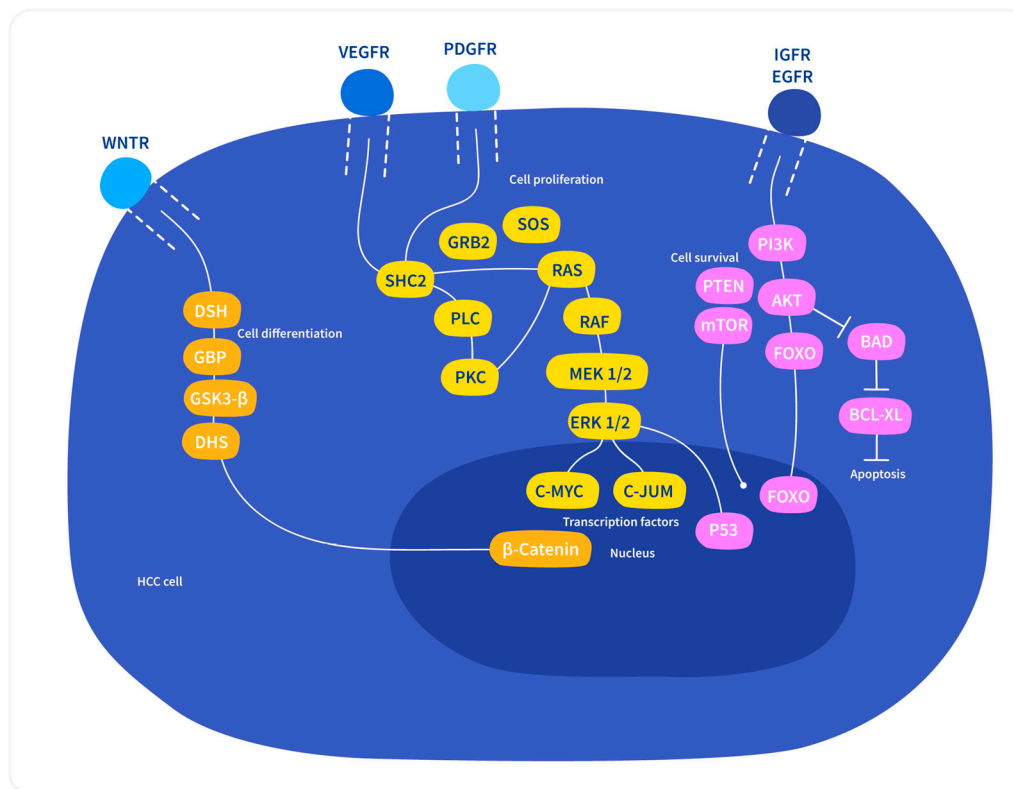 VEGFR
PDGFR
IGFR
EGFR
WNTR
Cell proliferation
SOS
GRB2
PI3K
Cell survival
SHC2
RAS
PTEN
AKT
DSH
Cell differentiation
PLC
RAF
mTOR
BAD
GBP
FOXO
PKC
MEK 1/2
GSK3-β
BCL-XL
ERK 1/2
DHS
Apoptosis
C-MYC
C-JUM
FOXO
Transcription factors
P53
β-Catenin
Nucleus
HCC cell